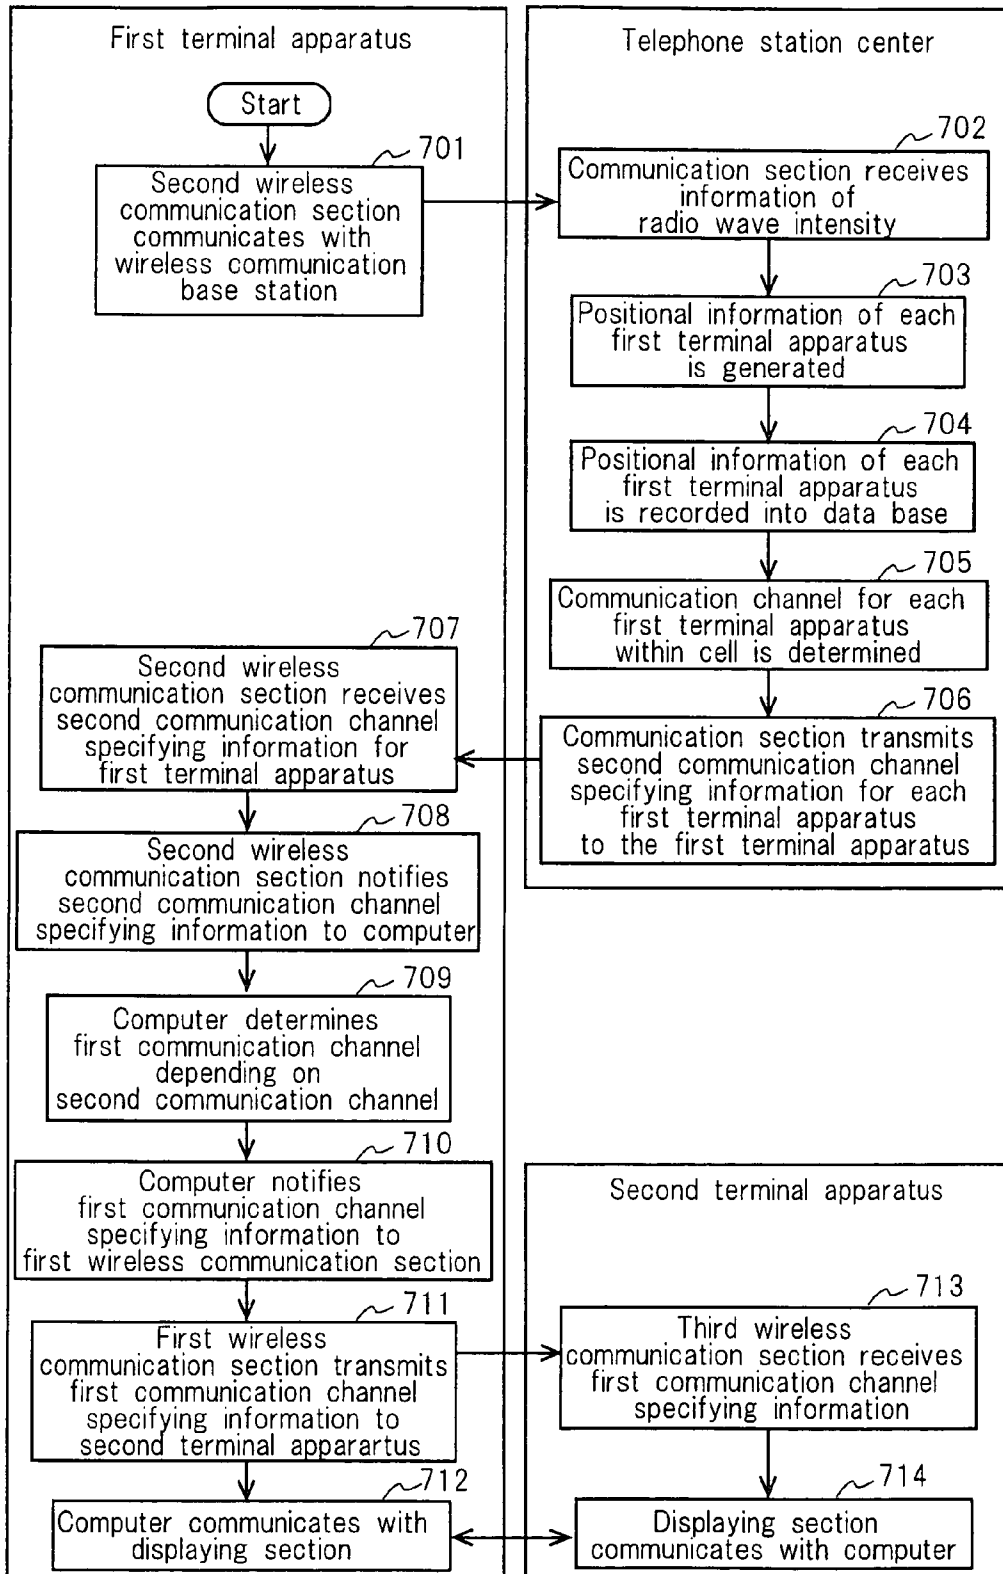 First terminal apparatus
Start
701
Second wireless
communication section
communicates with
wireless communication
base station
Telephone station center
702
Communication section receives
information of
radio wave intensity
703
Positional information of each
first terminal apparatus
is generated
704
Positional information of each
first terminal apparatus
is recorded into data base
705
Communication channel for each
first terminal apparatus
within cell is determined
706
Communication section transmits
second communication channel
specifying information for each
first terminal apparatus
to the first terminal apparatus
707
Second wireless
communication section receives
second communication channel
specifying information for
first terminal apparatus
708
Second wireless
communication section notifies
second communication channel
specifying information to computer
709
Computer determines
first communication channel
depending on
second communication channel
710
Computer notifies
first communication channel
specifying information to
first wireless communication section
711
First wireless
communication section transmits
first communication channel
specifying information to
second terminal apparartus
712
Computer communicates with
displaying section
Second terminal apparatus
713
Third wireless
communication section receives
first communication channel
specifying information
714
Displaying section
communicates with computer